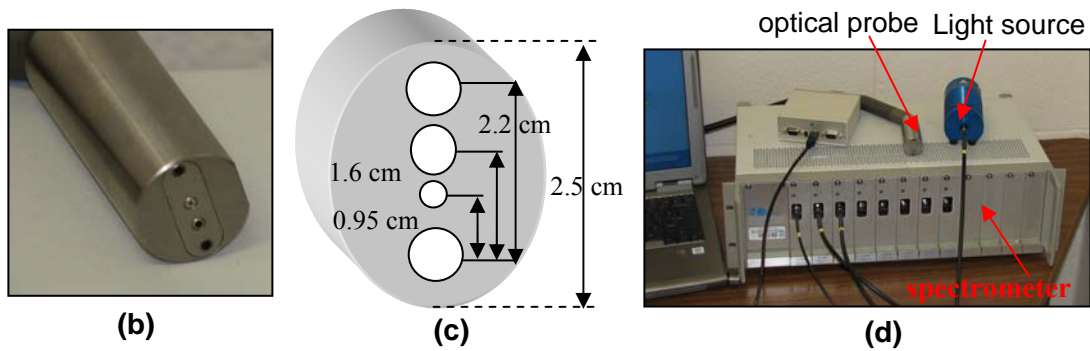 optical probe
Light source
2.2 cm
1.6 cm
2.5 cm
0.95 cm
spectrometer
(b)
(c)
(d)